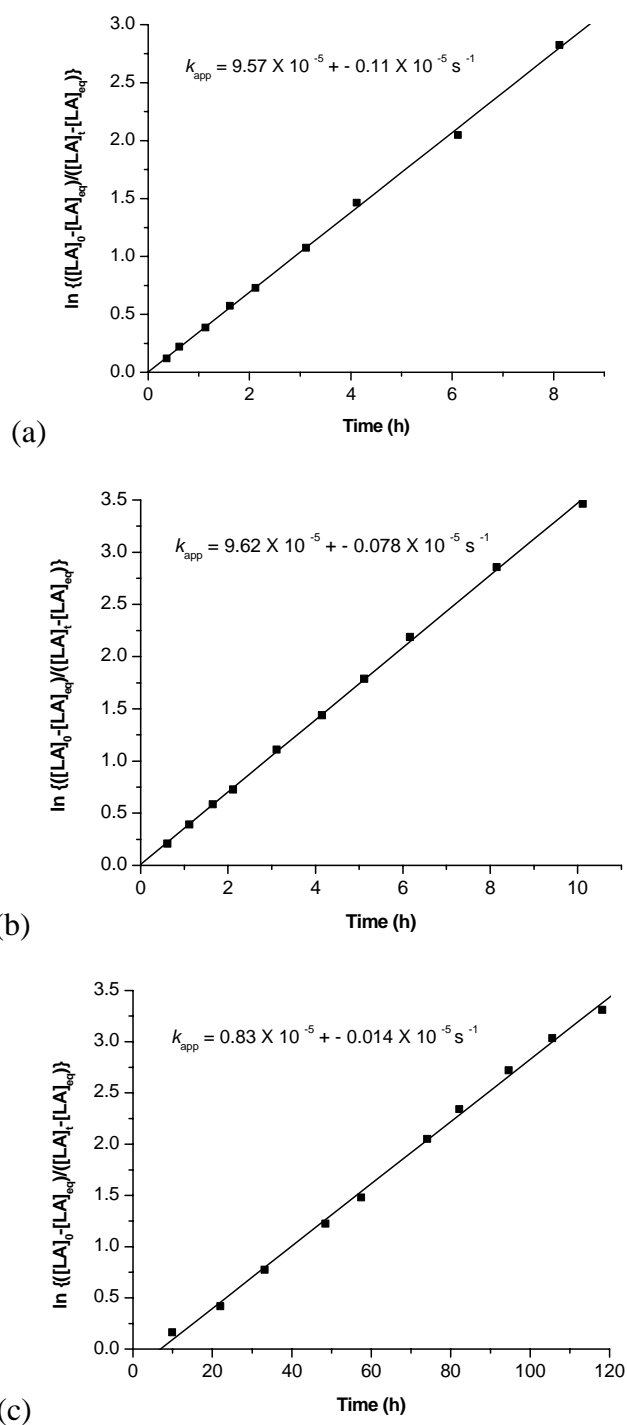 3.0
2.5
2.0
1.5
1.0
0.5
0.0
k app = 9.57 X 10 -5 + - 0.11 X 10 -5 s -1
ln {([LA]0-[LA]eq)/([LA]t-[LA]eq)}
0 2 4 6 8
Time (h)
(a)
3.5
3.0
2.5
2.0
1.5
1.0
0.5
0.0
k app = 9.62 X 10 -5 + - 0.078 X 10 -5 s -1
ln {([LA]0-[LA]eq)/([LA]t-[LA]eq)}
0 2 4 6 8 10
Time (h)
(b)
3.5
3.0
2.5
2.0
1.5
1.0
0.5
0.0
k app = 0.83 X 10 -5 + - 0.014 X 10 -5 s -1
ln {([LA]0-[LA]eq)/([LA]t-[LA]eq)}
0 20 40 60 80 100 120
Time (h)
(c)